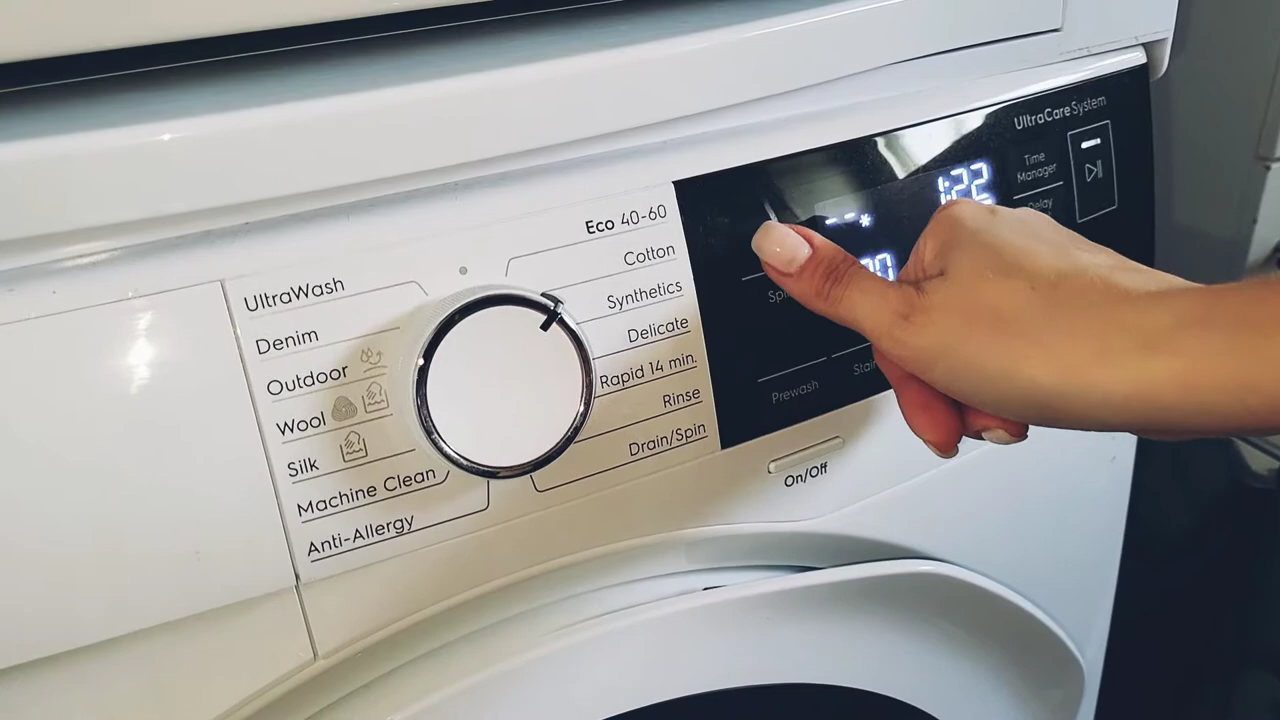 UltraWash
Denim
Outdoor
Wool
Silk
Machine Clean
Anti-Allergy
Eco 40-60
Cotton
Synthetics
Delicate
Rapid 14 min.
Rinse
Drain/Spin
UltraCare System
1:22
Time
Manager
Delay
--*
Prewash
On/Off